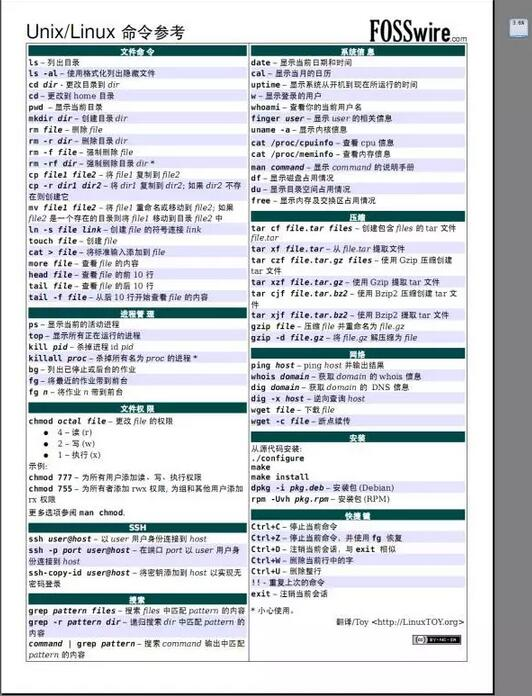 Unix/Linux 命令参考
FOSSwire.com
文件命令
ls – 列出目录
ls -al – 使用格式化列出隐藏文件
cd dir – 更改目录到 dir
cd – 更改到 home 目录
pwd – 显示当前目录
mkdir dir – 创建目录 dir
rm file – 删除 file
rm -r dir – 删除目录 dir
rm -f file – 强制删除 file
rm -rf dir – 强制删除目录 dir *
cp file1 file2 – 将 file1 复制到 file2
cp -r dir1 dir2 – 将 dir1 复制到 dir2; 如果 dir2 不存
在则创建它
mv file1 file2 – 将 file1 重命名或移动到 file2; 如果
file2 是一个存在的目录则将 file1 移动到目录 file2 中
ln -s file link – 创建 file 的符号连接 link
touch file – 创建 file
cat > file – 将标准输入添加到 file
more file – 查看 file 的内容
head file – 查看 file 的前 10 行
tail file – 查看 file 的后 10 行
tail -f file – 从后 10 行开始查看 file 的内容
进程管理
ps – 显示当前的活动进程
top – 显示所有正在运行的进程
kill pid – 杀掉进程 id pid
killall proc – 杀掉所有名为 proc 的进程 *
bg – 列出已停止或后台的作业
fg – 将最近的作业带到前台
fg n – 将作业 n 带到前台
文件权限
chmod octal file – 更改 file 的权限
● 4 – 读 (r)
● 2 – 写 (w)
● 1 – 执行 (x)
示例:
chmod 777 – 为所有用户添加读、写、执行权限
chmod 755 – 为所有者添加 rwx 权限, 为组和其他用户添加
rx 权限
更多选项参阅 man chmod.
SSH
ssh user@host – 以 user 用户身份连接到 host
ssh -p port user@host – 在端口 port 以 user 用户身
份连接到 host
ssh-copy-id user@host – 将密钥添加到 host 以实现无
密码登录
搜索
grep pattern files – 搜索 files 中匹配 pattern 的内容
grep -r pattern dir – 递归搜索 dir 中匹配 pattern 的
内容
command | grep pattern – 搜索 command 输出中匹配
pattern 的内容
系统信息
date – 显示当前日期和时间
cal – 显示当月的日历
uptime – 显示系统从开机到现在所运行的时间
w – 显示登录的用户
whoami – 查看你的当前用户名
finger user – 显示 user 的相关信息
uname -a – 显示内核信息
cat /proc/cpuinfo – 查看 cpu 信息
cat /proc/meminfo – 查看内存信息
man command – 显示 command 的说明手册
df – 显示磁盘占用情况
du – 显示目录空间占用情况
free – 显示内存及交换区占用情况
压缩
tar cf file.tar files – 创建包含 files 的 tar 文件
file.tar
tar xf file.tar – 从 file.tar 提取文件
tar czf file.tar.gz files – 使用 Gzip 压缩创建
tar 文件
tar xzf file.tar.gz – 使用 Gzip 提取 tar 文件
tar cjf file.tar.bz2 – 使用 Bzip2 压缩创建 tar 文
件
tar xjf file.tar.bz2 – 使用 Bzip2 提取 tar 文件
gzip file – 压缩 file 并重命名为 file.gz
gzip -d file.gz – 将 file.gz 解压缩为 file
网络
ping host – ping host 并输出结果
whois domain – 获取 domain 的 whois 信息
dig domain – 获取 domain 的 DNS 信息
dig -x host – 逆向查询 host
wget file – 下载 file
wget -c file – 断点续传
安装
从源代码安装:
./configure
make
make install
dpkg -i pkg.deb – 安装包 (Debian)
rpm -Uvh pkg.rpm – 安装包 (RPM)
快捷键
Ctrl+C – 停止当前命令
Ctrl+Z – 停止当前命令, 并使用 fg 恢复
Ctrl+D – 注销当前会话, 与 exit 相似
Ctrl+W – 删除当前行中的字
Ctrl+U – 删除整行
!! - 重复上次的命令
exit – 注销当前会话
* 小心使用。
翻译/Toy <http://LinuxTOY.org>